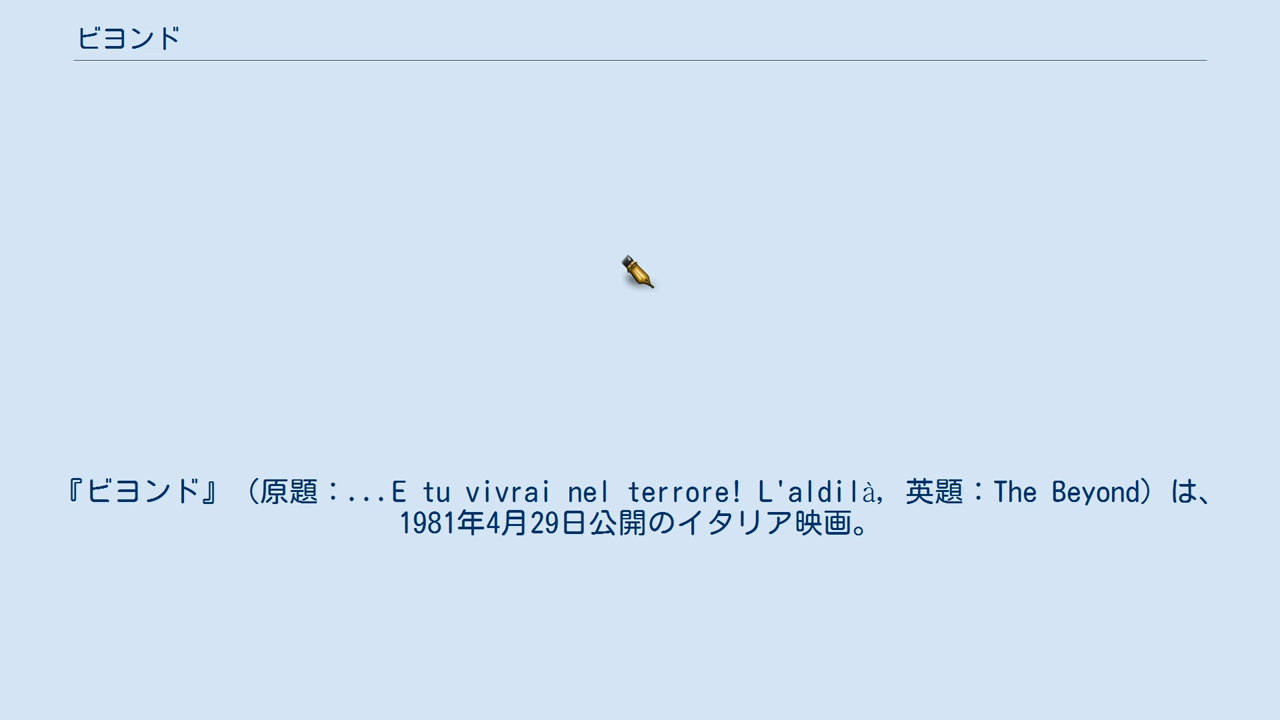 ビヨンド
『ビヨンド』（原題：...E tu vivrai nel terrore! L'aldilà, 英題：The Beyond）は、
1981年4月29日公開のイタリア映画。